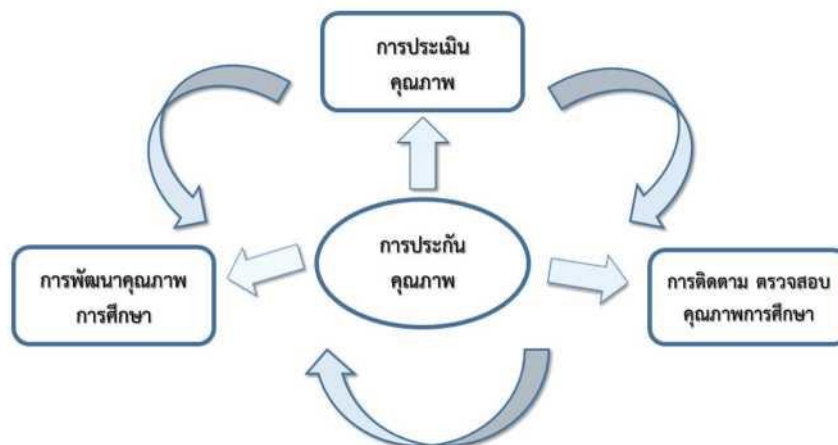 การประเมิน
คุณภาพ
การประกัน
คุณภาพ
การพัฒนาคุณภาพ
การศึกษา
การติดตาม ตรวจสอบ
คุณภาพการศึกษา